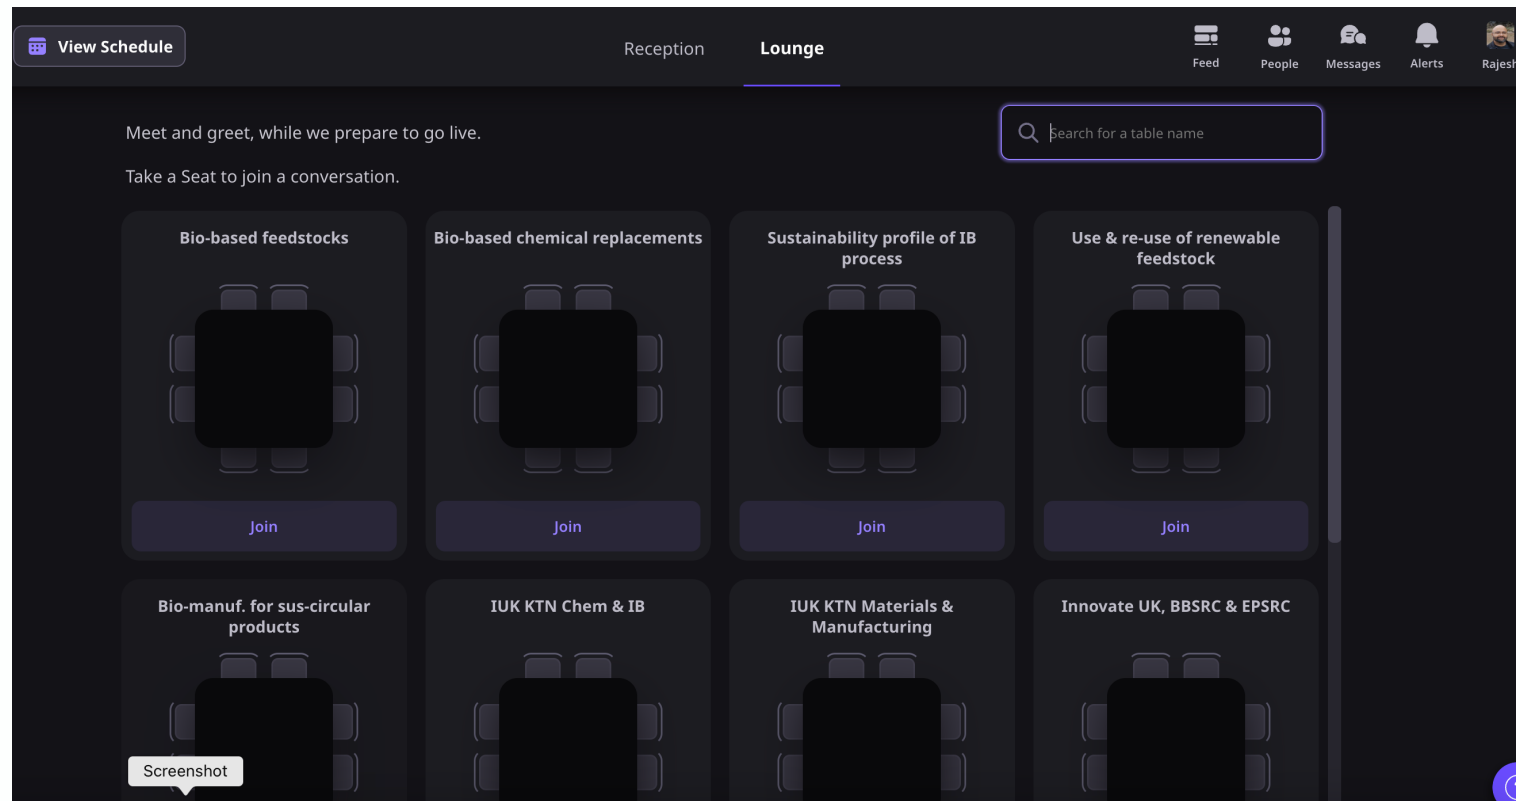 View Schedule
Reception
Lounge
Feed
People
Messages
Alerts
Rajesh
Meet and greet, while we prepare to go live.
Search for a table name
Take a Seat to join a conversation.
Bio-based feedstocks
Bio-based chemical replacements
Sustainability profile of IB
process
Use & re-use of renewable
feedstock
Join
Join
Join
Join
Bio-manuf. for sus-circular
products
IUK KTN Chem & IB
IUK KTN Materials &
Manufacturing
Innovate UK, BBSRC & EPSRC
Screenshot